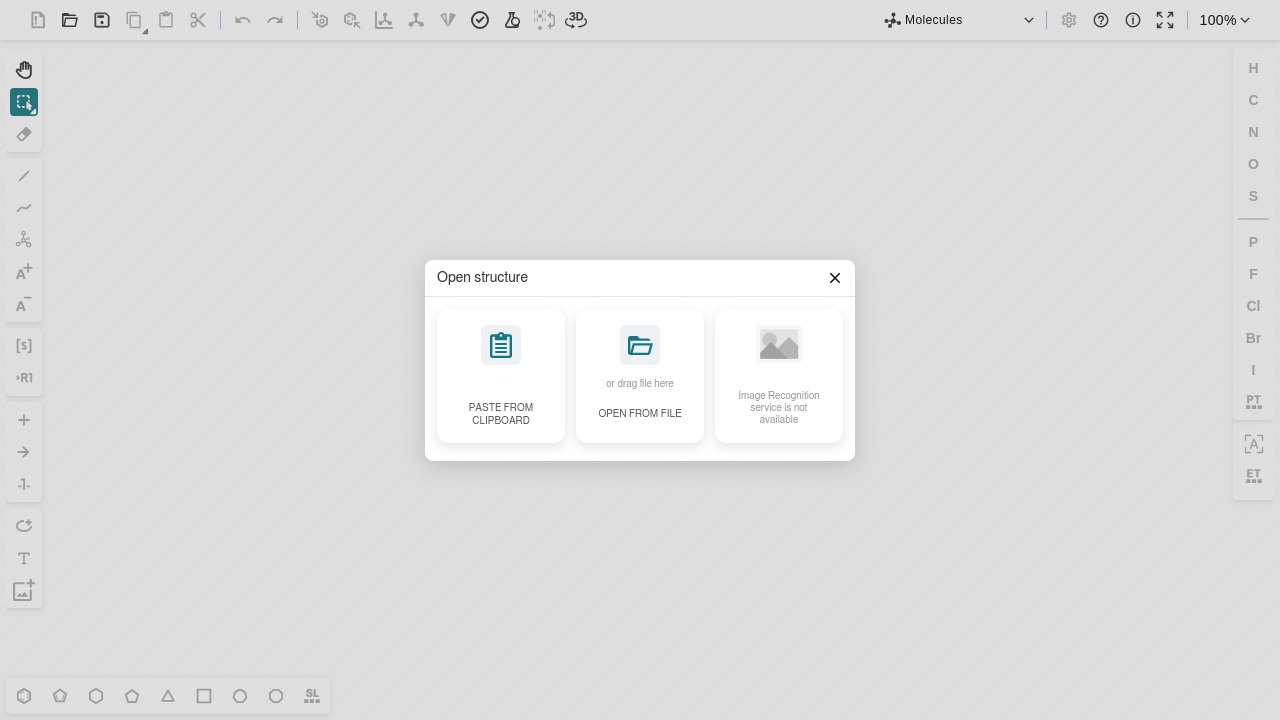 3D
Molecules
100%
H
C
N
O
S
P
F
Cl
Br
I
PT
A
ET
A+
A−
[s]
R1
-1-
T
Open structure
PASTE FROM
CLIPBOARD
or drag file here
OPEN FROM FILE
Image Recognition
service is not
available
SL